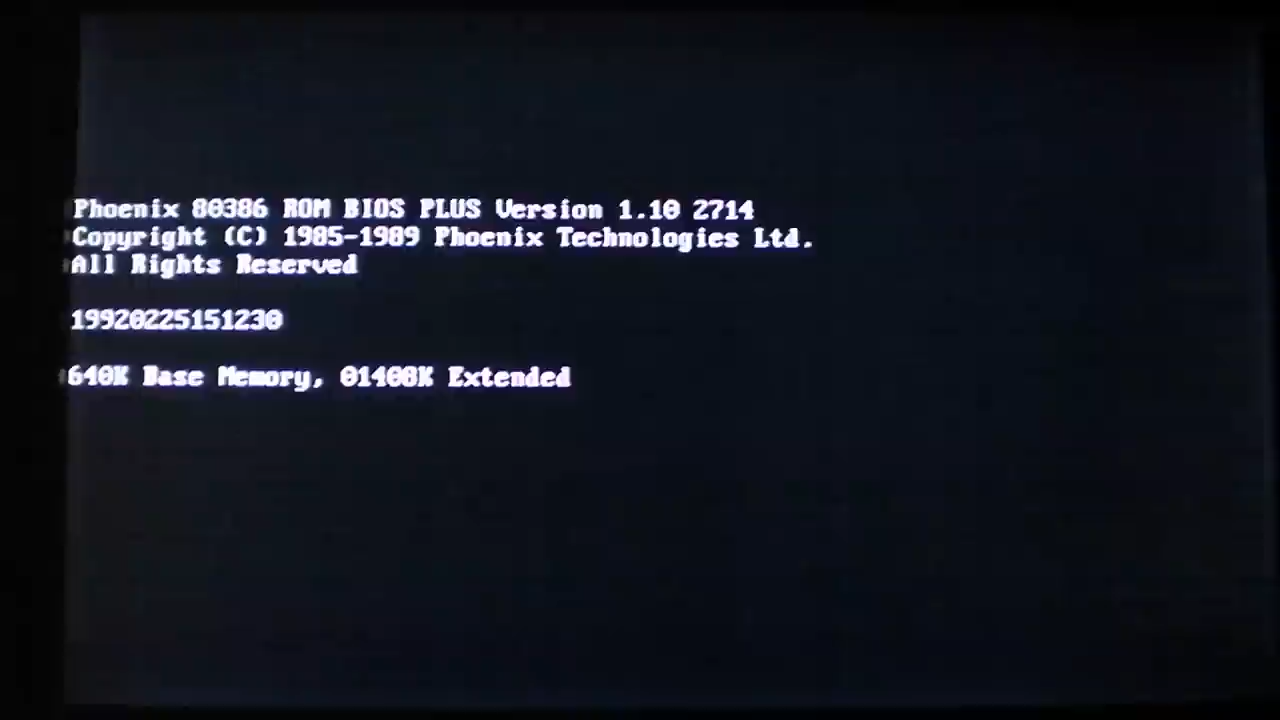 Phoenix 80386 ROM BIOS PLUS Version 1.10 2714
Copyright (C) 1985-1989 Phoenix Technologies Ltd.
All Rights Reserved
19920225151230
640K Base Memory, 01408K Extended